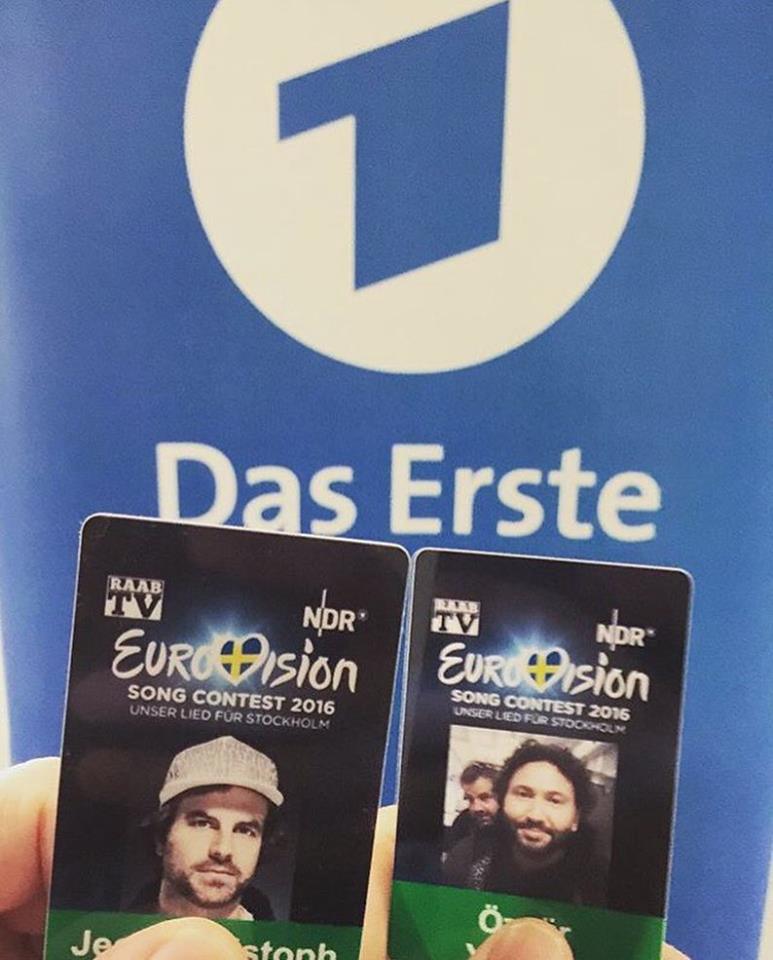 Das Erste
RAAB
TV
NDR
EUROVISION
SONG CONTEST 2016
UNSER LIED FÜR STOCKHOLM
RAAB
TV
NDR
EUROVISION
SONG CONTEST 2016
UNSER LIED FÜR STOCKHOLM